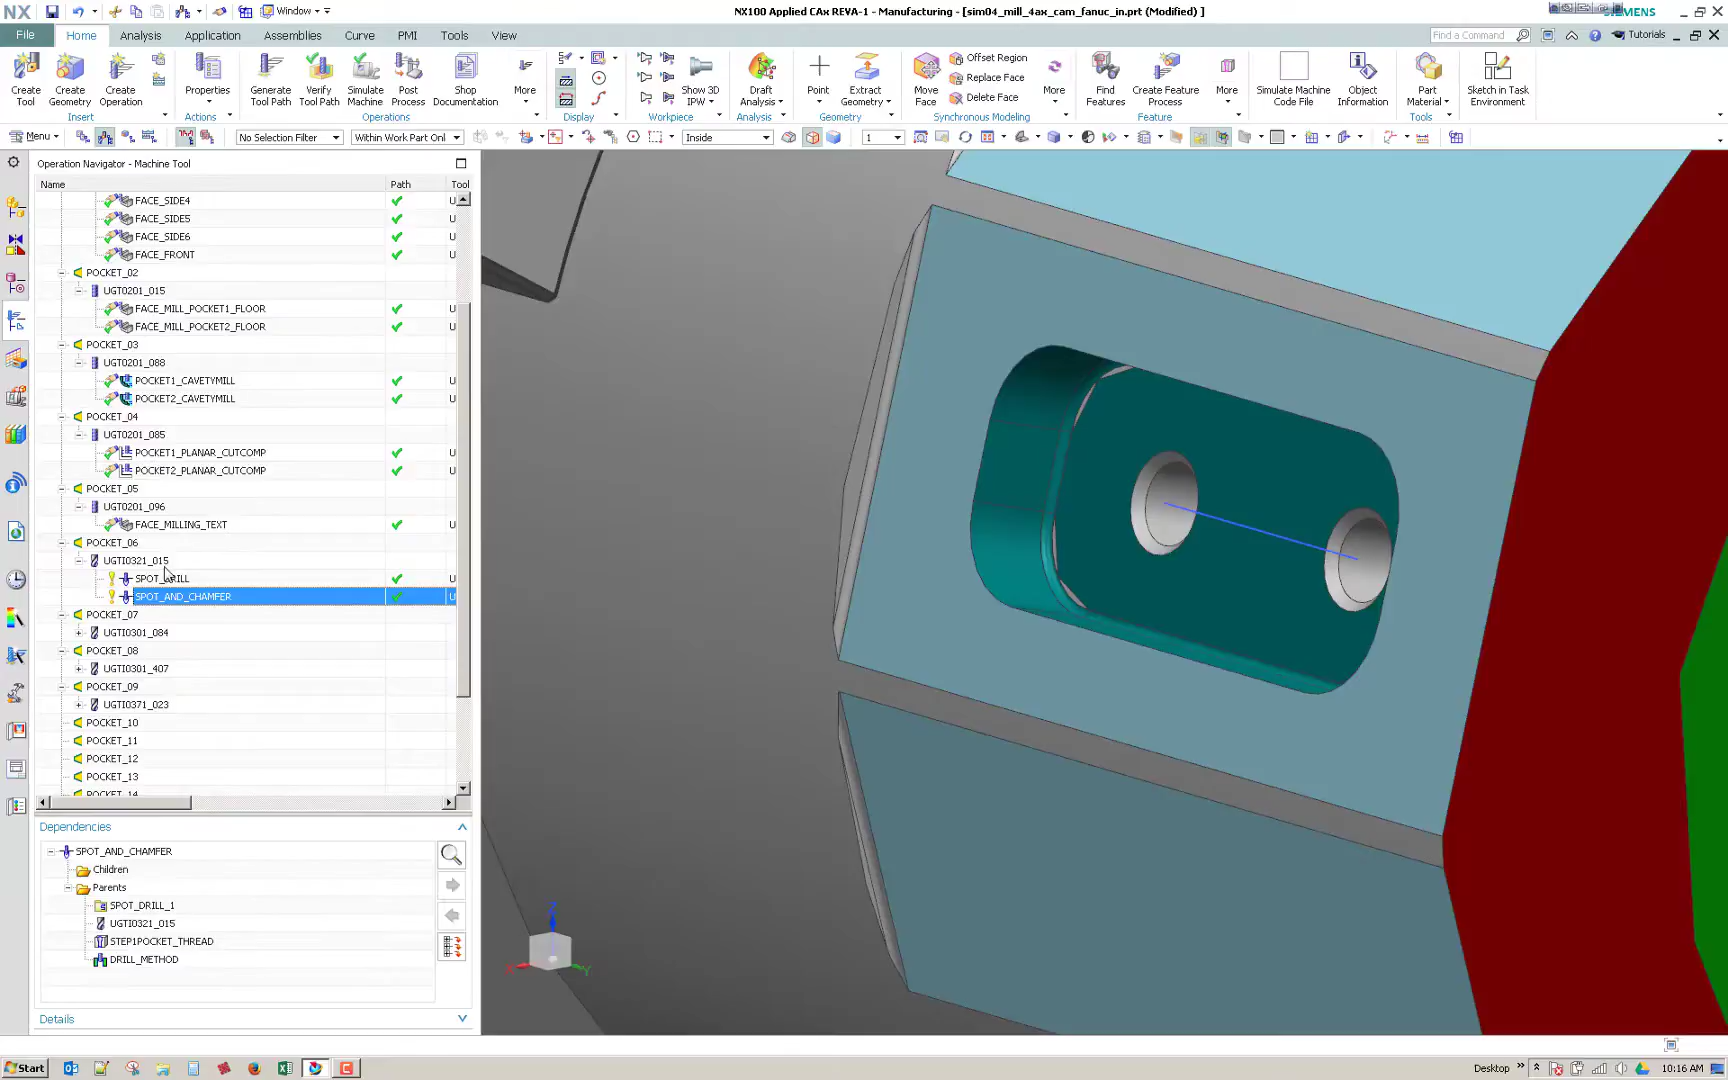 NX
Window
NX100 Applied CAx REVA-1 - Manufacturing - [sim04_mill_4ax_cam_fanuc_in.prt (Modified) ]
SIEMENS
File
Home
Analysis
Application
Assemblies
Curve
PMI
Tools
View
Find a Command
Tutorials
Create Tool
Create Geometry
Create Operation
Properties
Generate Tool Path
Verify Tool Path
Simulate Machine
Post Process
Shop Documentation
More
Show 3D IPW
Draft Analysis
Point
Extract Geometry
Move Face
Offset Region
Replace Face
Delete Face
More
Find Features
Create Feature Process
More
Simulate Machine Code File
Object Information
Part Material
Sketch in Task Environment
Insert
Actions
Operations
Display
Workpiece
Analysis
Geometry
Synchronous Modeling
Feature
Tools
Menu
No Selection Filter
Within Work Part Onl
Inside
1
Operation Navigator - Machine Tool
Name Path Tool
FACE_SIDE4 U
FACE_SIDE5 U
FACE_SIDE6 U
FACE_FRONT U
POCKET_02
UGT0201_015
FACE_MILL_POCKET1_FLOOR U
FACE_MILL_POCKET2_FLOOR U
POCKET_03
UGT0201_088
POCKET1_CAVETYMILL U
POCKET2_CAVETYMILL U
POCKET_04
UGT0201_085
POCKET1_PLANAR_CUTCOMP U
POCKET2_PLANAR_CUTCOMP U
POCKET_05
UGT0201_096
FACE_MILLING_TEXT U
POCKET_06
UGTI0321_015
SPOT_DRILL U
SPOT_AND_CHAMFER U
POCKET_07
UGTI0301_084
POCKET_08
UGTI0301_407
POCKET_09
UGTI0371_023
POCKET_10
POCKET_11
POCKET_12
POCKET_13
POCKET_14
Dependencies
SPOT_AND_CHAMFER
Children
Parents
SPOT_DRILL_1
UGTI0321_015
STEP1POCKET_THREAD
DRILL_METHOD
Details
Z
X
Y
Start
Desktop
10:16 AM